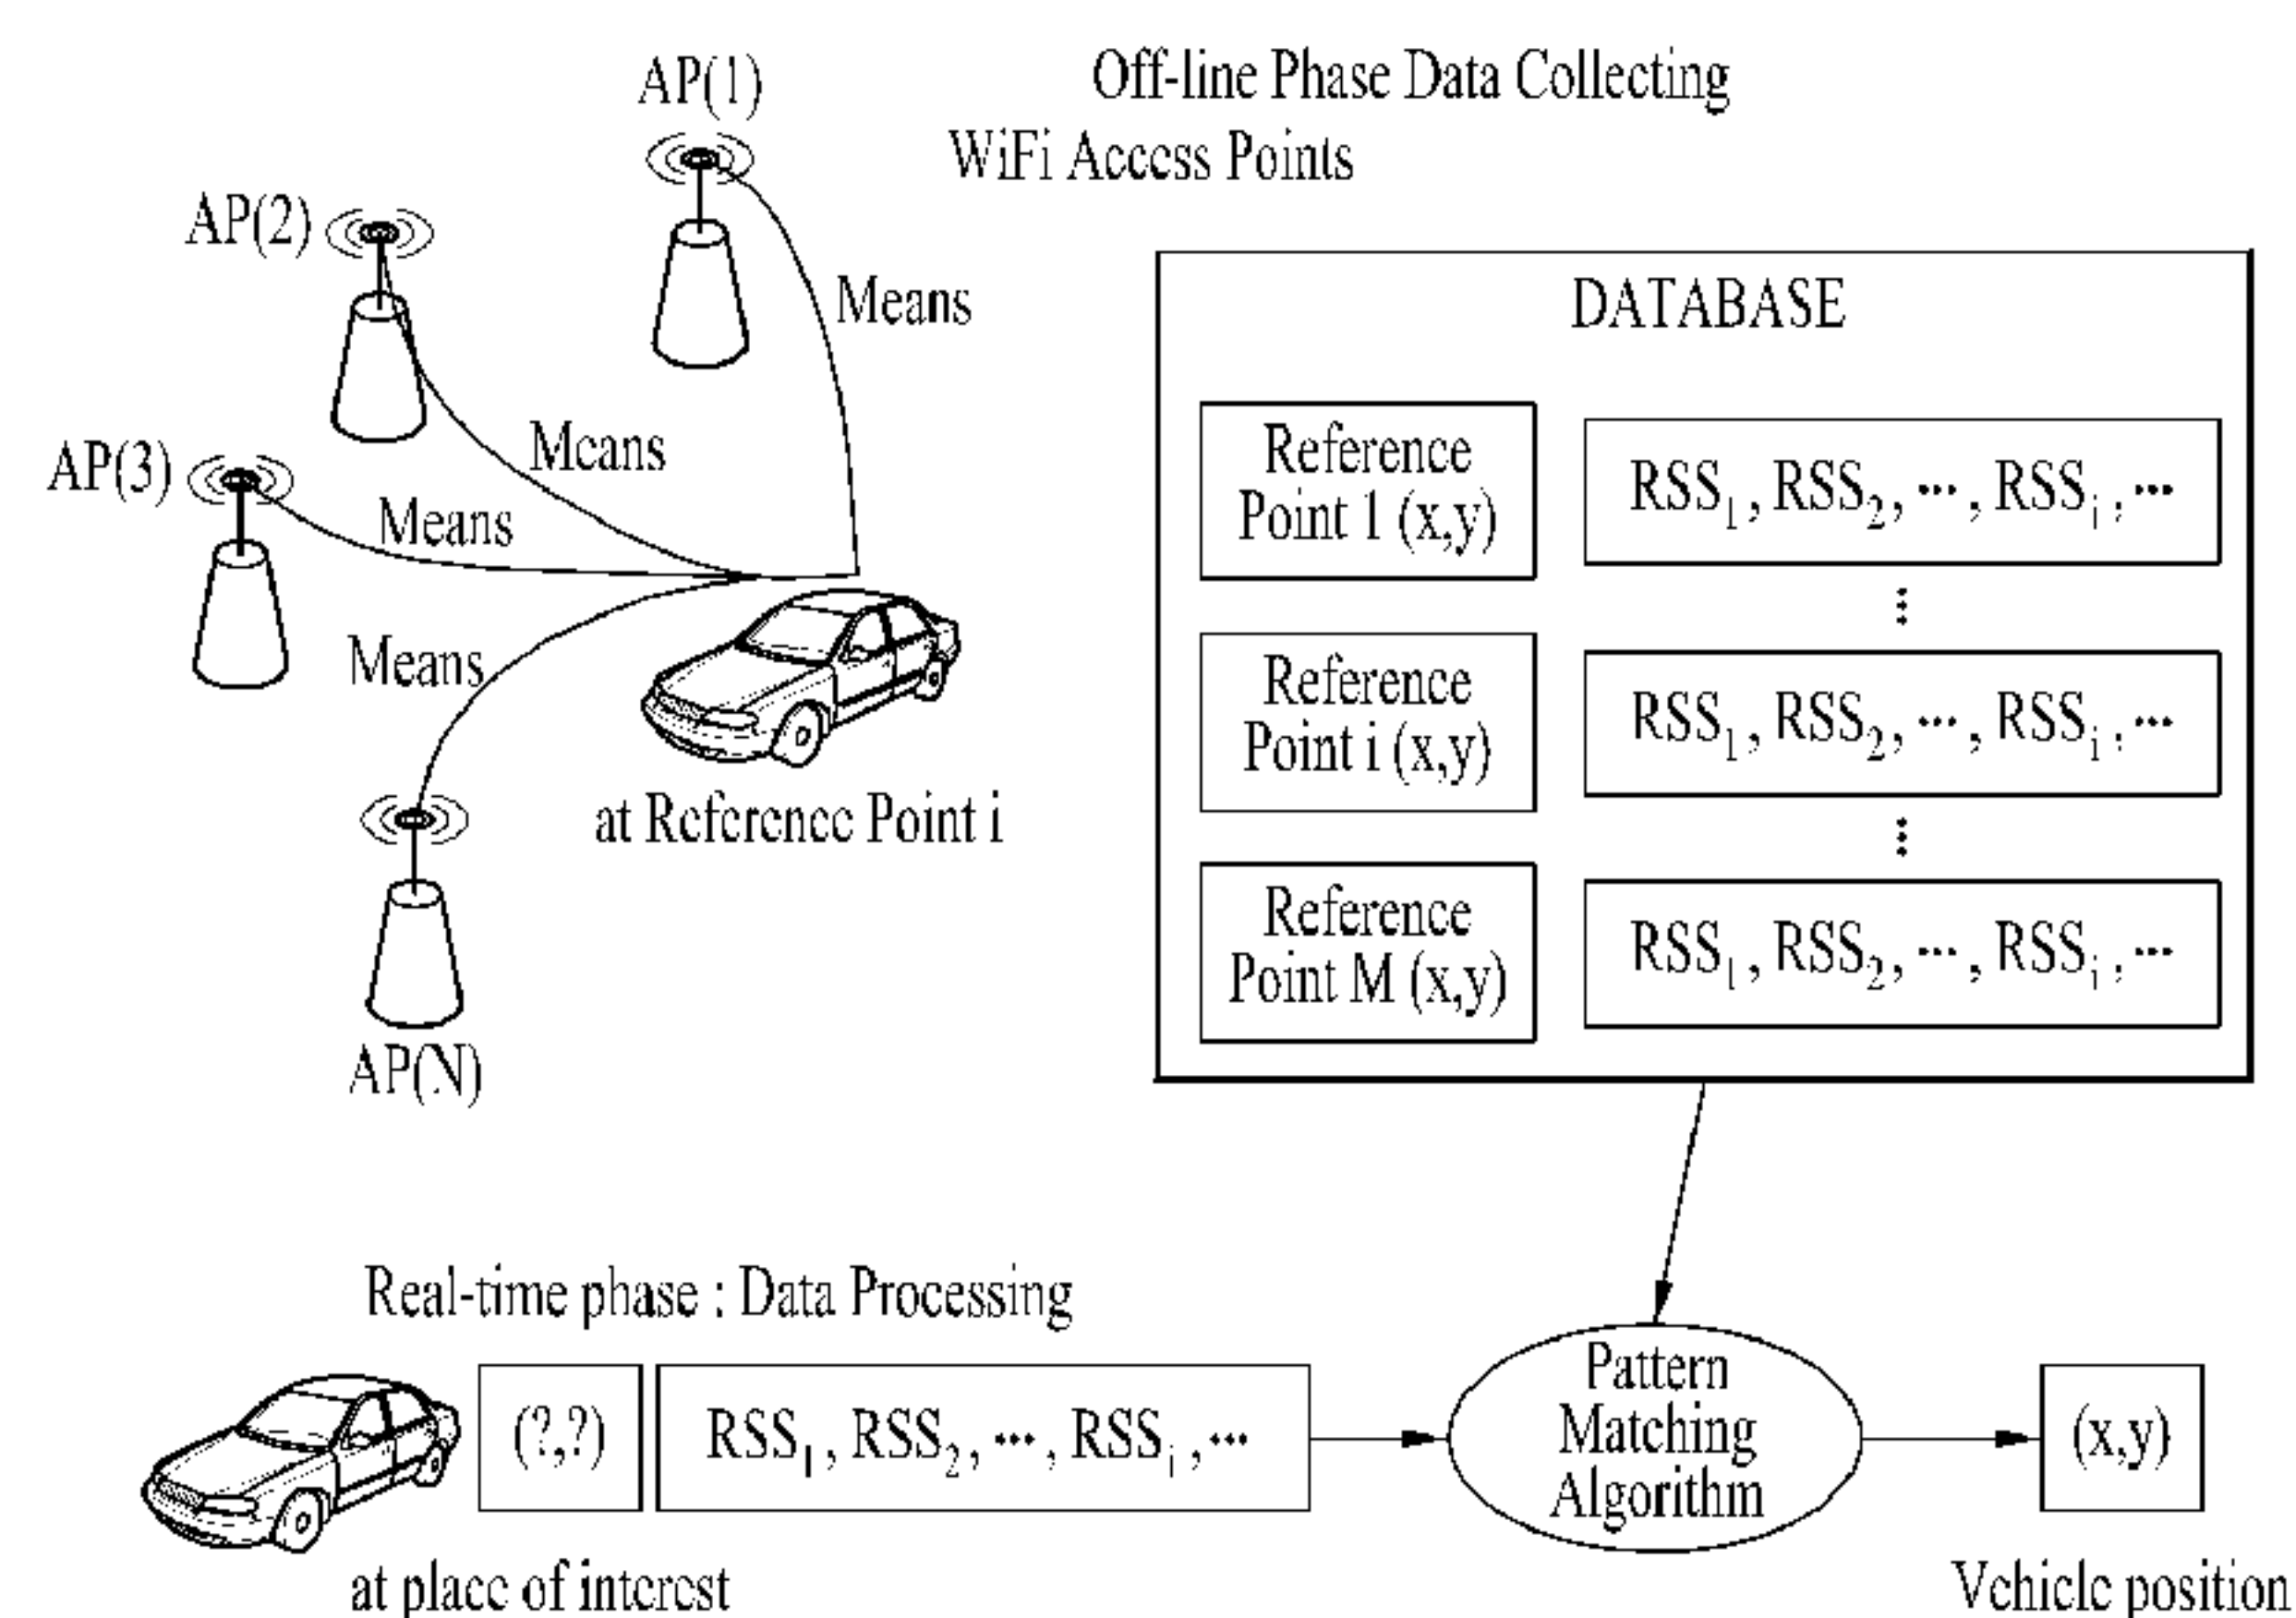 Off-line Phase Data Collecting
WiFi Access Points
AP(1)
AP(2)
AP(3)
AP(N)
Means
Means
Means
Means
at Reference Point i
DATABASE
Reference
Point 1 (x,y)
RSS₁, RSS₂, ···, RSSᵢ, ···
⋮
Reference
Point i (x,y)
RSS₁, RSS₂, ···, RSSᵢ, ···
⋮
Reference
Point M (x,y)
RSS₁, RSS₂, ···, RSSᵢ, ···
Real-time phase : Data Processing
(?,?)
RSS₁, RSS₂, ···, RSSᵢ, ···
at place of interest
Pattern
Matching
Algorithm
(x,y)
Vehicle position